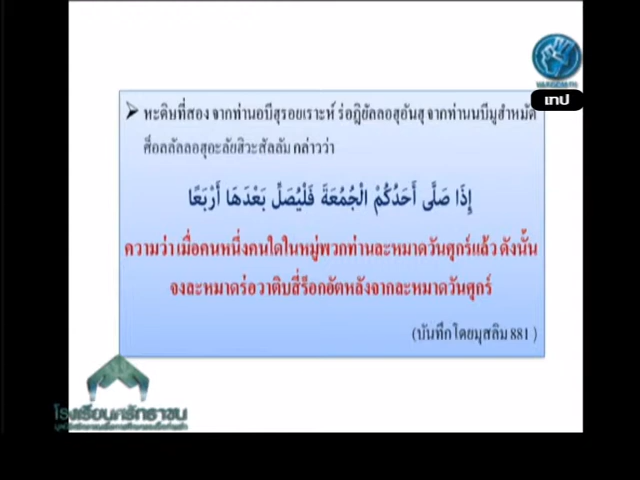 เทป
หะดิษที่สอง จากท่านอบีฮุรอยเราะห์ ร่อฎิยัลลอฮุอันฮุ จากท่านนบีมูฮำหมัด
ศ็อลลัลลอฮุอะลัยฮิวะสัลลัม กล่าวว่า
إِذَا صَلَّى أَحَدُكُمْ الْجُمُعَةَ فَلْيُصَلِّ بَعْدَهَا أَرْبَعًا
ความว่า เมื่อคนหนึ่งคนใดในหมู่พวกท่านละหมาดวันศุกร์แล้ว ดังนั้น
จงละหมาดร่อวาติบสี่ร็อกอัตหลังจากละหมาดวันศุกร์
(บันทึกโดยมุสลิม 881 )